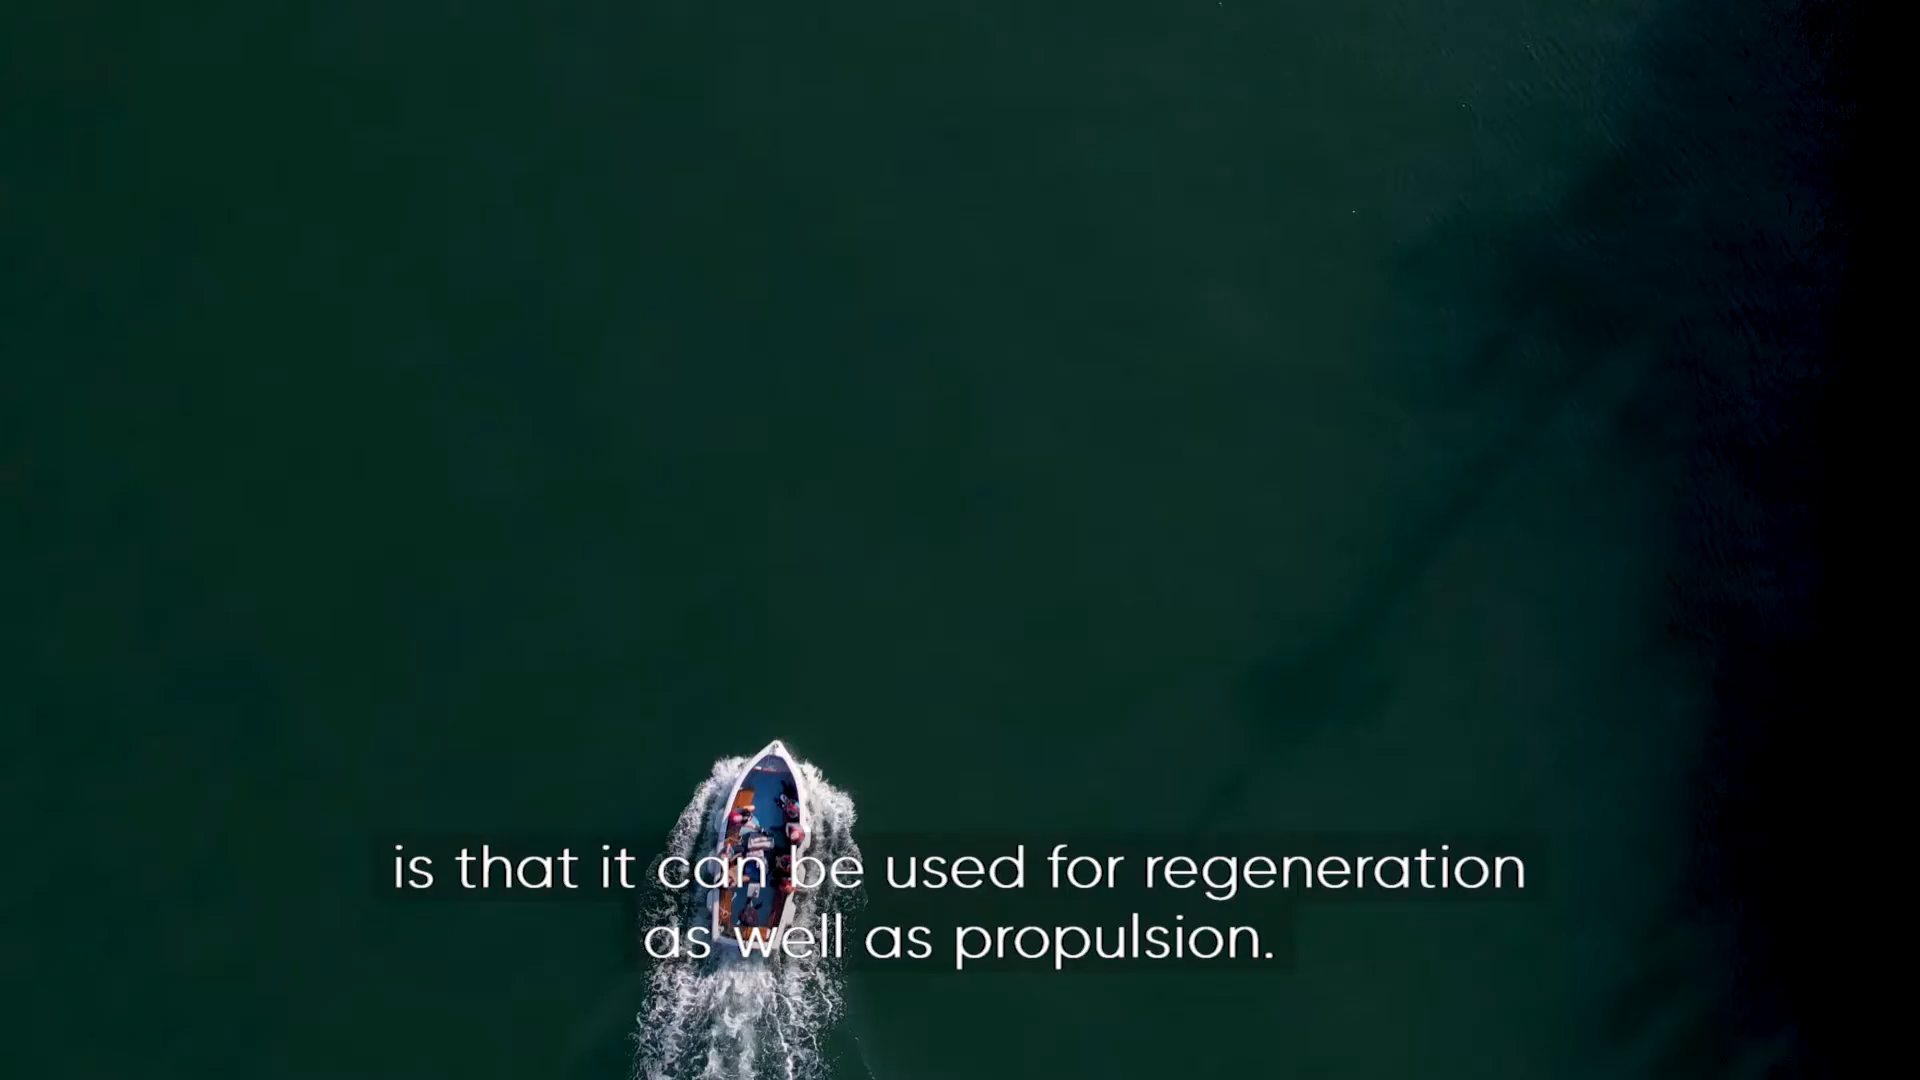 is that it can be used for regeneration
as well as propulsion.